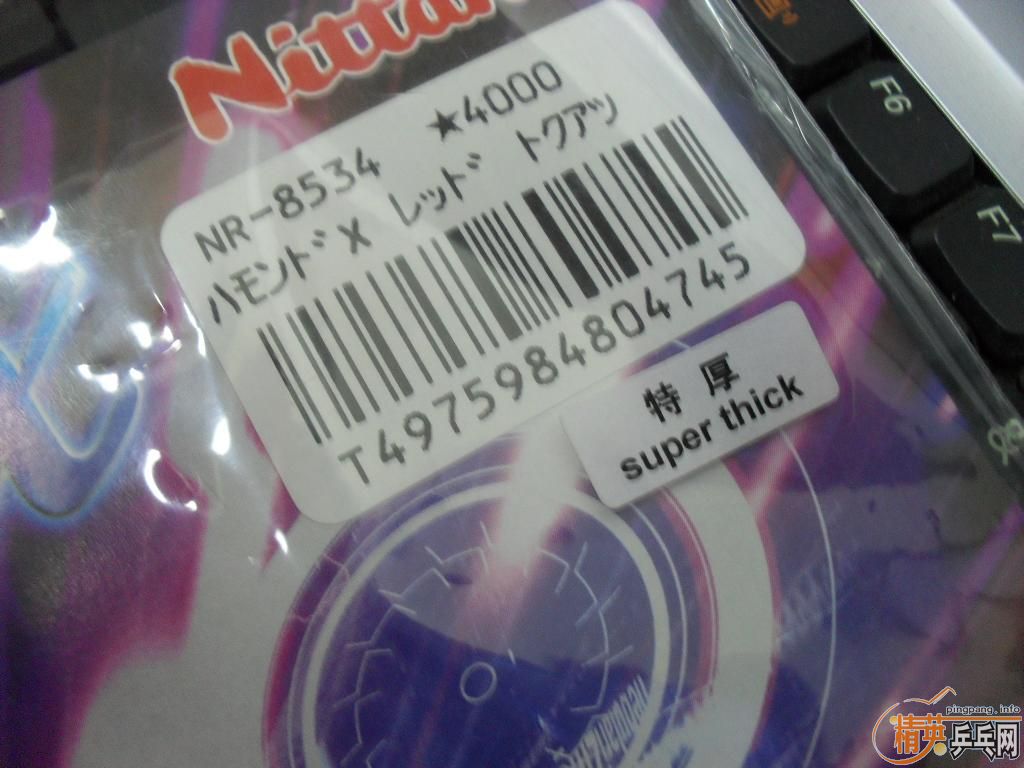 Nittaku
NR-8534 ★4000
ハモンド X レッド トクアツ
T4975984804745
特厚
super thick
F6
F7
pingpang.info
精英乒乓网